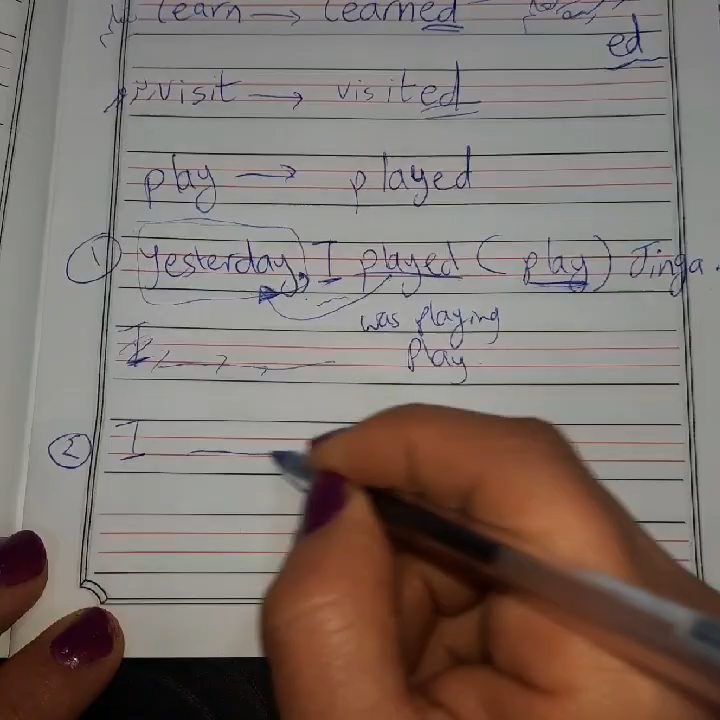 learn → learned
ed
visit → visited
play → played
① Yesterday, I played (play) Jinga.
was playing
I play
② I